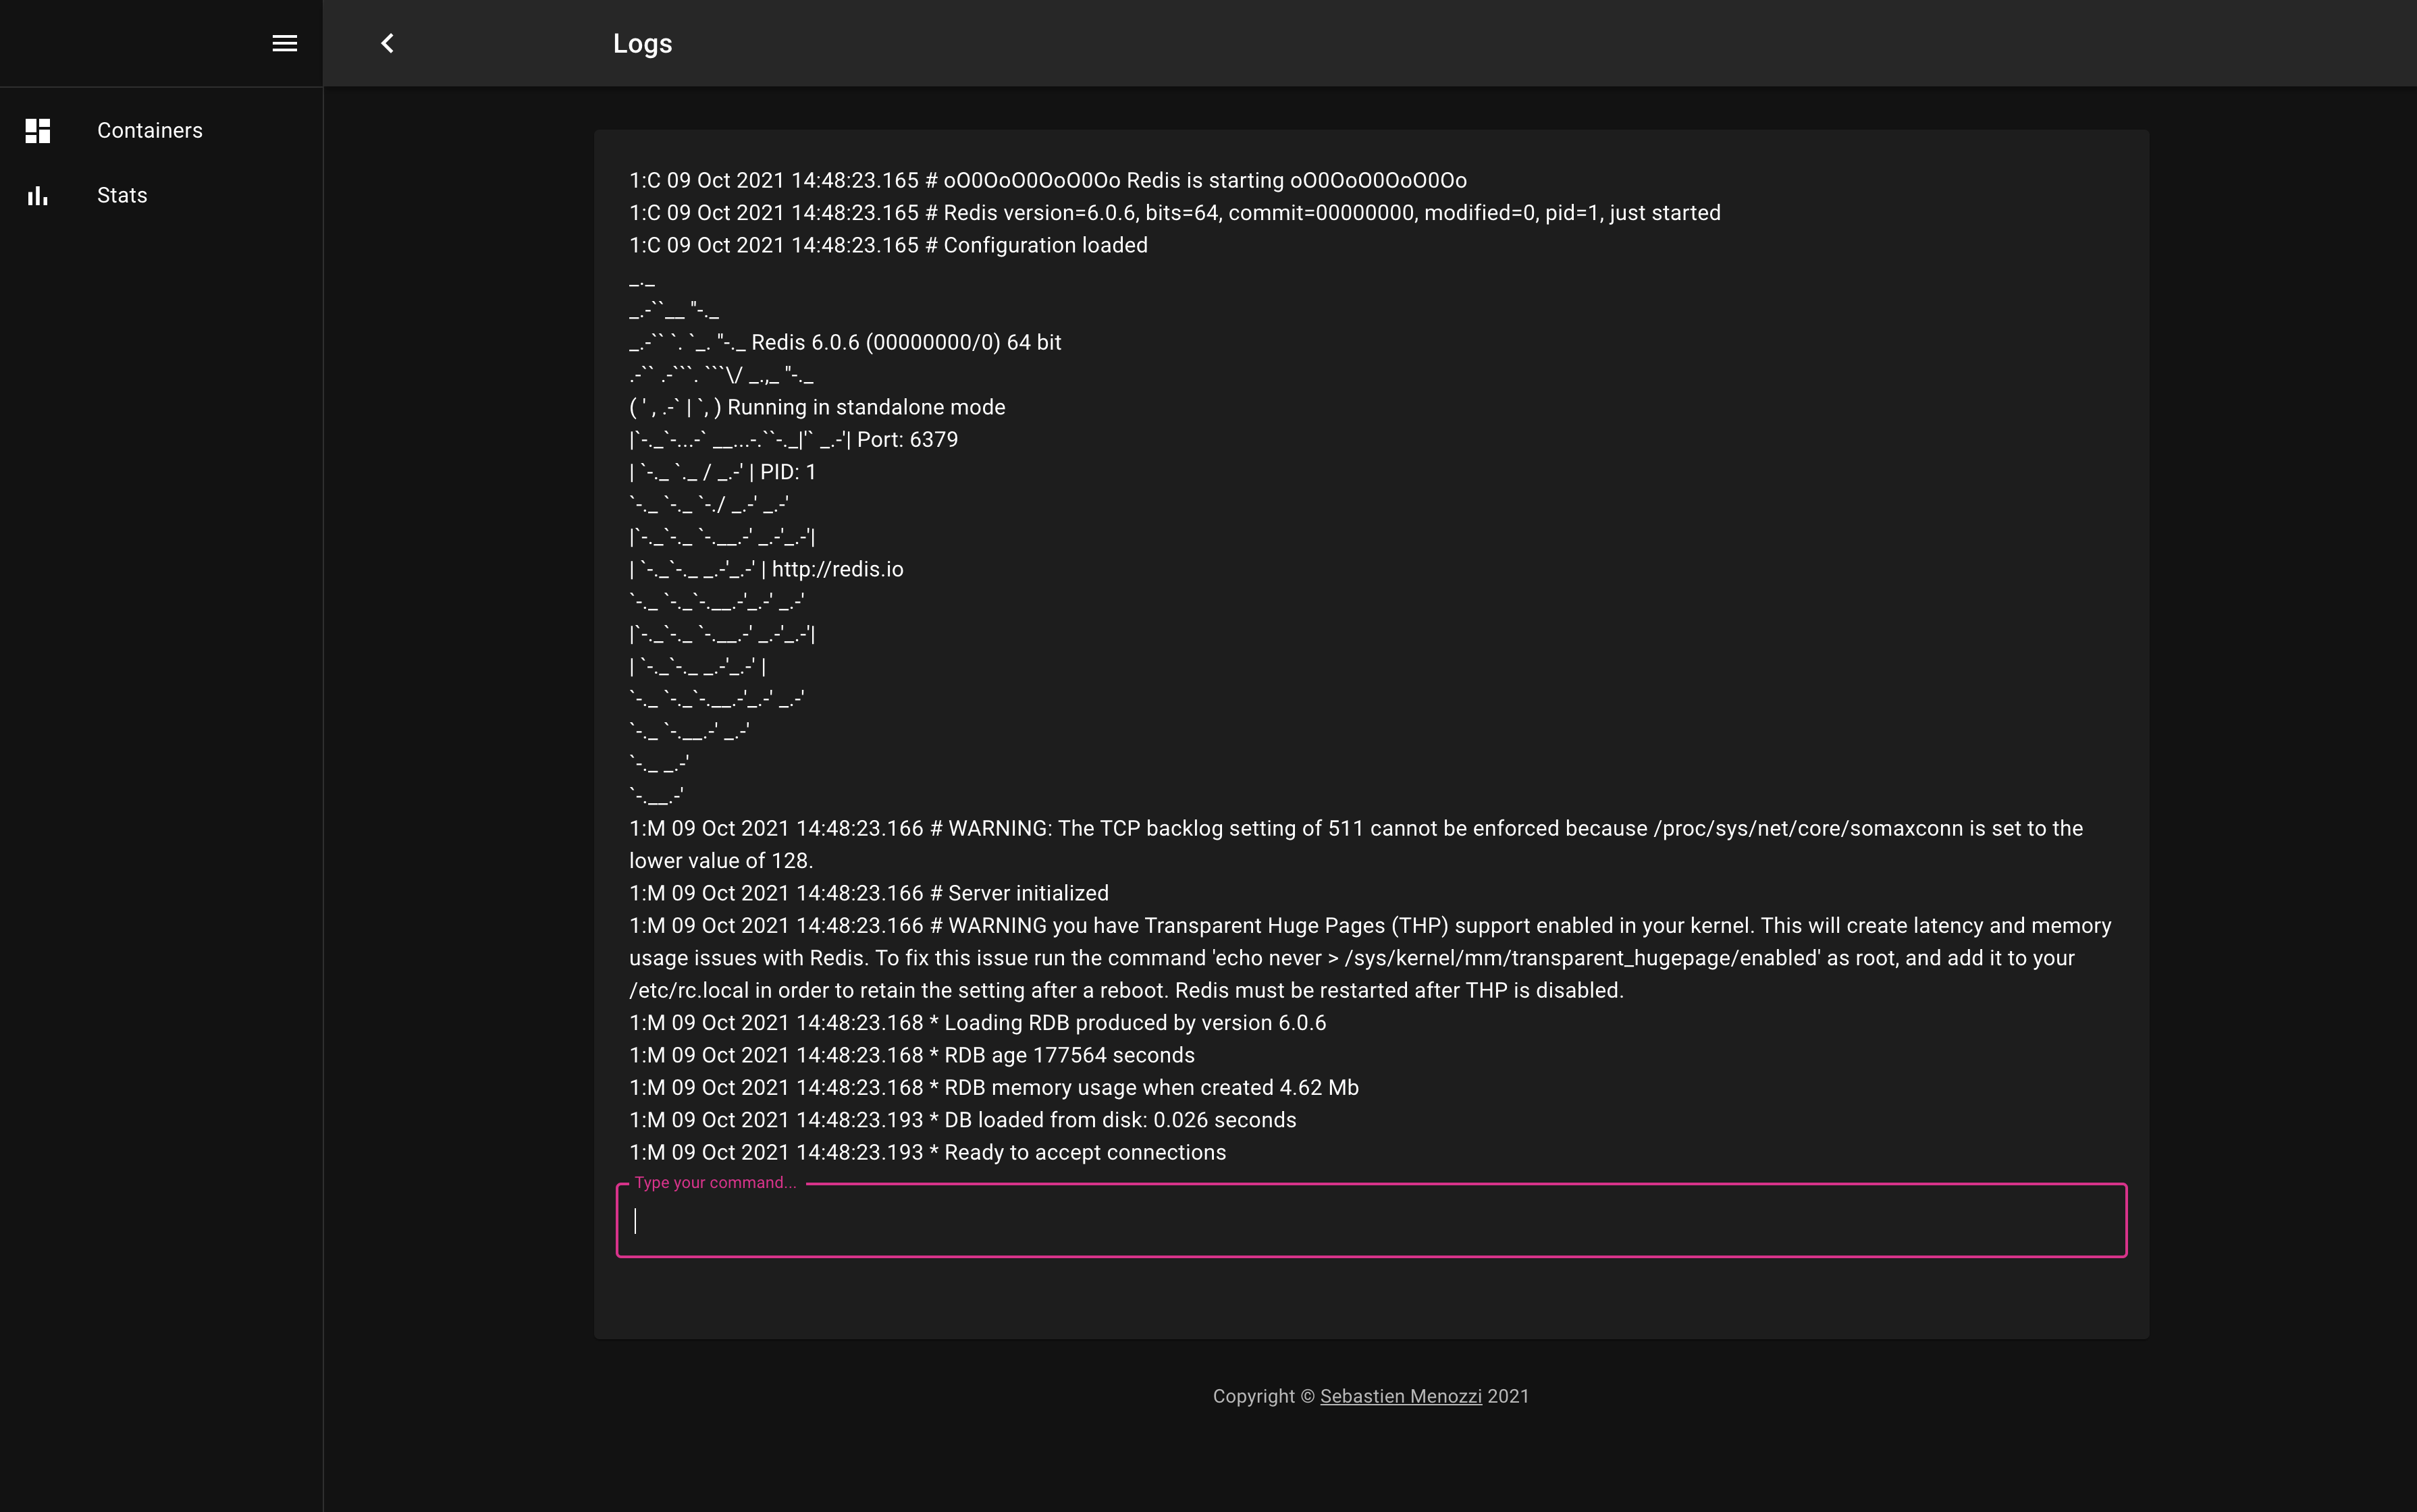 Logs
Containers
Stats
1:C 09 Oct 2021 14:48:23.165 # oO0OoO0OoO0Oo Redis is starting oO0OoO0OoO0Oo
1:C 09 Oct 2021 14:48:23.165 # Redis version=6.0.6, bits=64, commit=00000000, modified=0, pid=1, just started
1:C 09 Oct 2021 14:48:23.165 # Configuration loaded
_._
_.-``__ ''-._
_.-`` `. `_. ''-._ Redis 6.0.6 (00000000/0) 64 bit
.-`` .-```. ```\/ _.,_ ''-._
( ' , .-` | `, ) Running in standalone mode
|`-._`-...-` __...-.``-._|'` _.-'| Port: 6379
| `-._ `._ / _.-' | PID: 1
`-._ `-._ `-./ _.-' _.-'
|`-._`-._ `-.__.-' _.-'_.-'|
| `-._`-._ _.-'_.-' | http://redis.io
`-._ `-._`-.__.-'_.-' _.-'
|`-._`-._ `-.__.-' _.-'_.-'|
| `-._`-._ _.-'_.-' |
`-._ `-._`-.__.-'_.-' _.-'
`-._ `-.__.-' _.-'
`-._ _.-'
`-.__.-'
1:M 09 Oct 2021 14:48:23.166 # WARNING: The TCP backlog setting of 511 cannot be enforced because /proc/sys/net/core/somaxconn is set to the
lower value of 128.
1:M 09 Oct 2021 14:48:23.166 # Server initialized
1:M 09 Oct 2021 14:48:23.166 # WARNING you have Transparent Huge Pages (THP) support enabled in your kernel. This will create latency and memory
usage issues with Redis. To fix this issue run the command 'echo never > /sys/kernel/mm/transparent_hugepage/enabled' as root, and add it to your
/etc/rc.local in order to retain the setting after a reboot. Redis must be restarted after THP is disabled.
1:M 09 Oct 2021 14:48:23.168 * Loading RDB produced by version 6.0.6
1:M 09 Oct 2021 14:48:23.168 * RDB age 177564 seconds
1:M 09 Oct 2021 14:48:23.168 * RDB memory usage when created 4.62 Mb
1:M 09 Oct 2021 14:48:23.193 * DB loaded from disk: 0.026 seconds
1:M 09 Oct 2021 14:48:23.193 * Ready to accept connections
Type your command...
Copyright © Sebastien Menozzi 2021